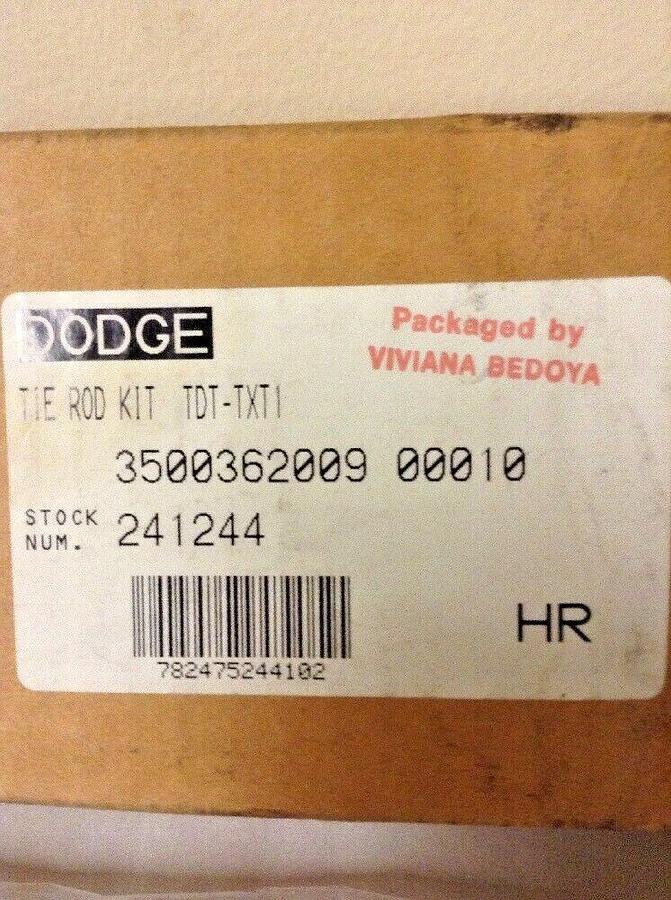 DODGE
Packaged by
VIVIANA BEDOYA
TIE ROD KIT TDT-TXT1
3500362009 00010
STOCK
NUM. 241244
782475244102
HR